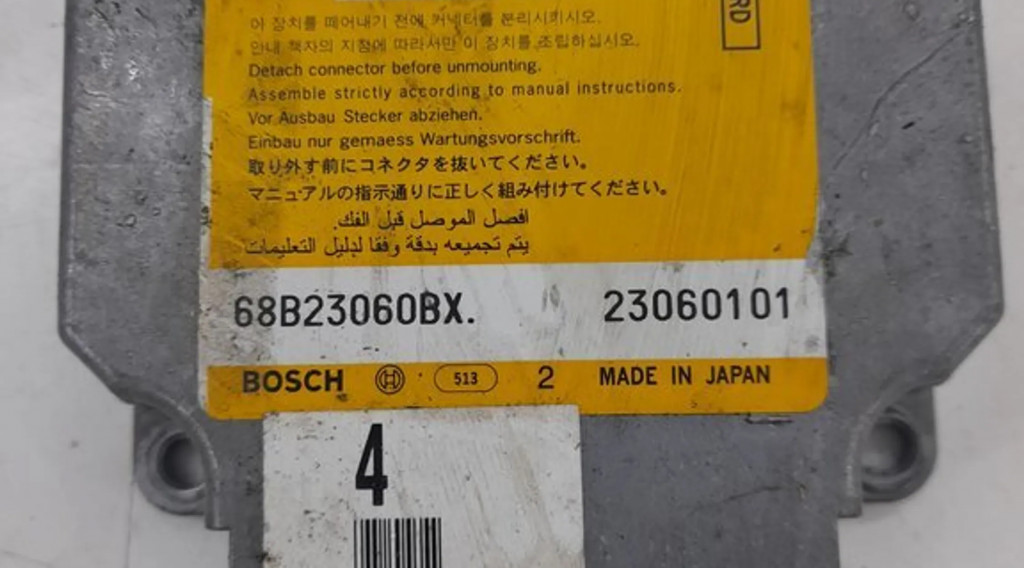 이 장치를 떼어내기 전에 커넥터를 분리시키시오.
안내 책자의 지정에 따라서만 이 장치를 조립하십시오.
RD
Detach connector before unmounting.
Assemble strictly according to manual instructions.
Vor Ausbau Stecker abziehen.
Einbau nur gemaess Wartungsvorschrift.
取り外す前にコネクタを抜いてください。
マニュアルの指示通りに正しく組み付けてください。
افصل الموصل قبل الفك.
يتم تجميعه بدقة وفقا لدليل التعليمات
68B23060BX. 23060101
BOSCH 513 2 MADE IN JAPAN
4